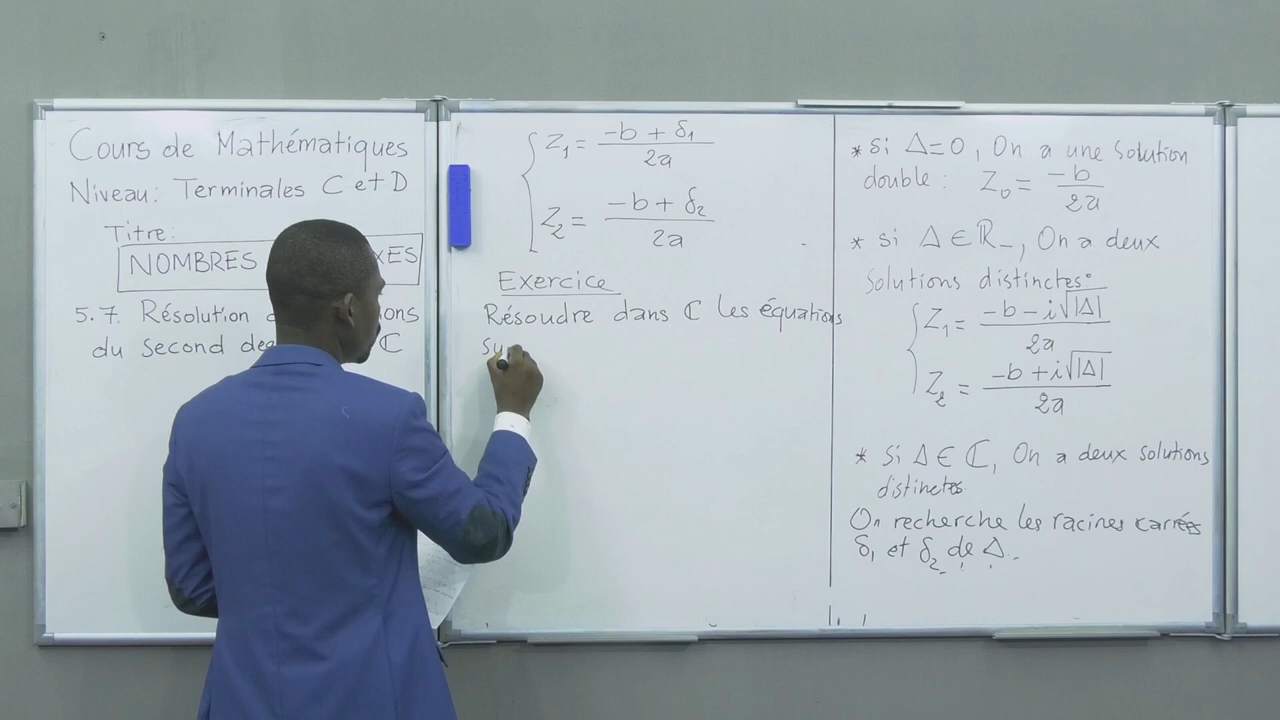 Cours de Mathématiques
Niveau: Terminales C et D
Titre:
NOMBRES
5.7. Résolution
du second C
Z₁ = (-b + δ₁)/2a
Z₂ = (-b + δ₂)/2a
Exercice
Résoudre dans ℂ les équations
* Si Δ=0, On a une solution
double: Z₀ = -b/2a
* si Δ ∈ ℝ₋, On a deux
Solutions distinctes:
Z₁ = (-b - i√|Δ|)/2a
Z₂ = (-b + i√|Δ|)/2a
* Si Δ ∈ ℂ, On a deux solutions
distinctes
On recherche les racines carrées
δ₁ et δ₂ de Δ.